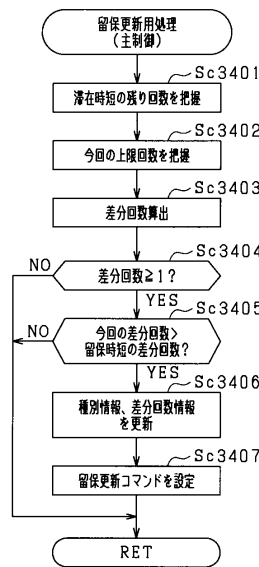 留保更新用処理
(主制御)
Sc3401
滞在時短の残り回数を把握
Sc3402
今回の上限回数を把握
Sc3403
差分回数算出
Sc3404
NO
差分回数≧1?
YES
Sc3405
NO
今回の差分回数>
留保時短の差分回数?
YES
Sc3406
種別情報、差分回数情報
を更新
Sc3407
留保更新コマンドを設定
RET